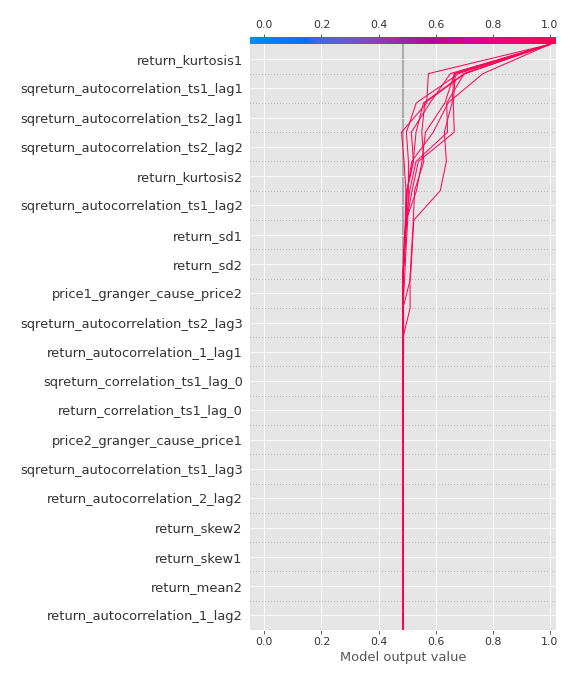 0.0 0.2 0.4 0.6 0.8 1.0
return_kurtosis1
sqreturn_autocorrelation_ts1_lag1
sqreturn_autocorrelation_ts2_lag1
sqreturn_autocorrelation_ts2_lag2
return_kurtosis2
sqreturn_autocorrelation_ts1_lag2
return_sd1
return_sd2
price1_granger_cause_price2
sqreturn_autocorrelation_ts2_lag3
return_autocorrelation_1_lag1
sqreturn_correlation_ts1_lag_0
return_correlation_ts1_lag_0
price2_granger_cause_price1
sqreturn_autocorrelation_ts1_lag3
return_autocorrelation_2_lag2
return_skew2
return_skew1
return_mean2
return_autocorrelation_1_lag2
0.0 0.2 0.4 0.6 0.8 1.0
Model output value